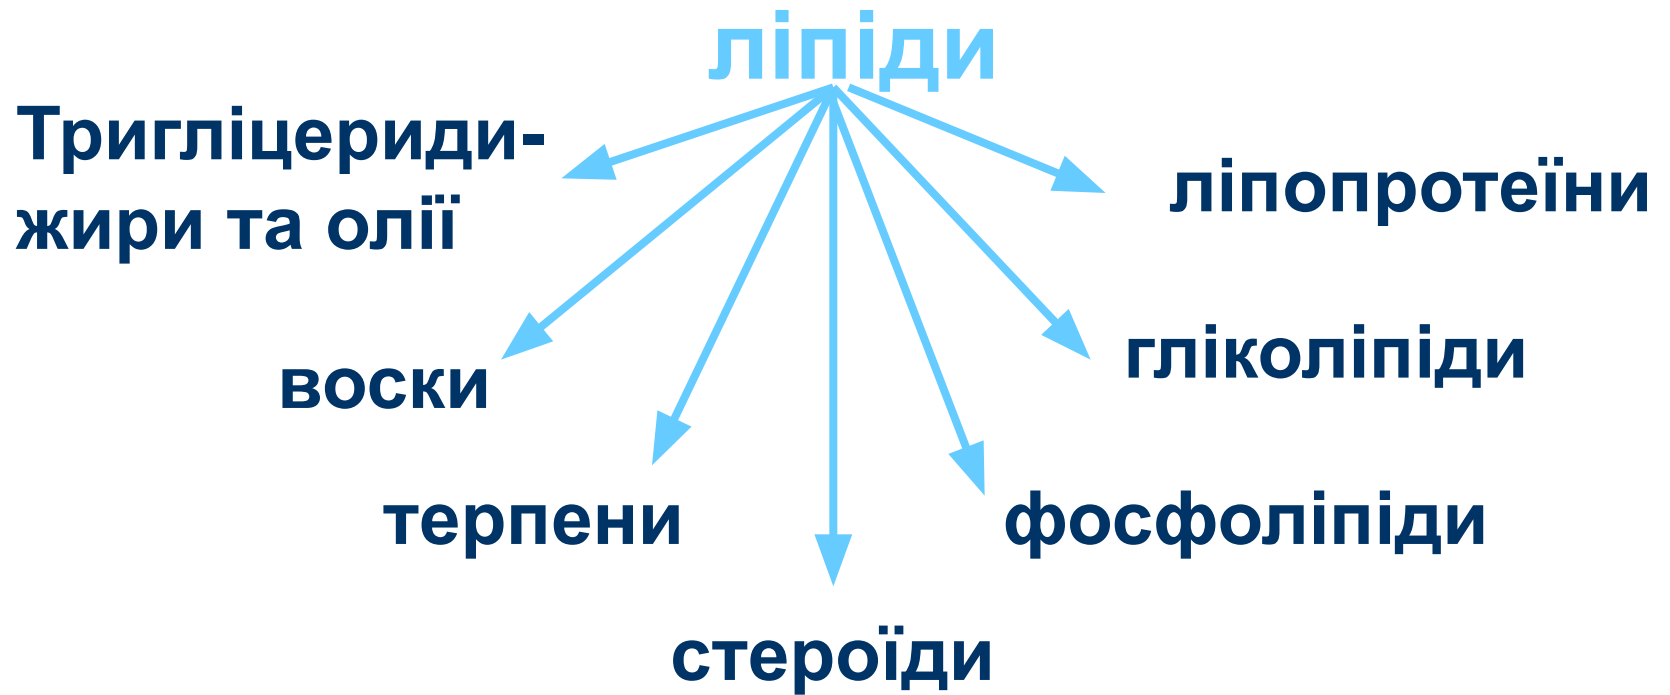 ліпіди
Тригліцериди-
жири та олії
ліпопротеїни
воски
гліколіпіди
терпени
фосфоліпіди
стероїди